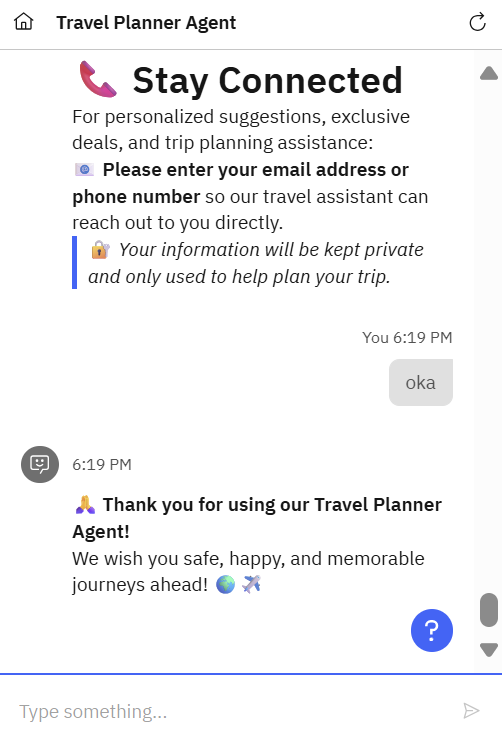 Travel Planner Agent
📞 Stay Connected
For personalized suggestions, exclusive
deals, and trip planning assistance:
📧 Please enter your email address or
phone number so our travel assistant can
reach out to you directly.
🔐 Your information will be kept private
and only used to help plan your trip.
You 6:19 PM
oka
6:19 PM
🙏 Thank you for using our Travel Planner
Agent!
We wish you safe, happy, and memorable
journeys ahead! 🌍 ✈️
?
Type something...